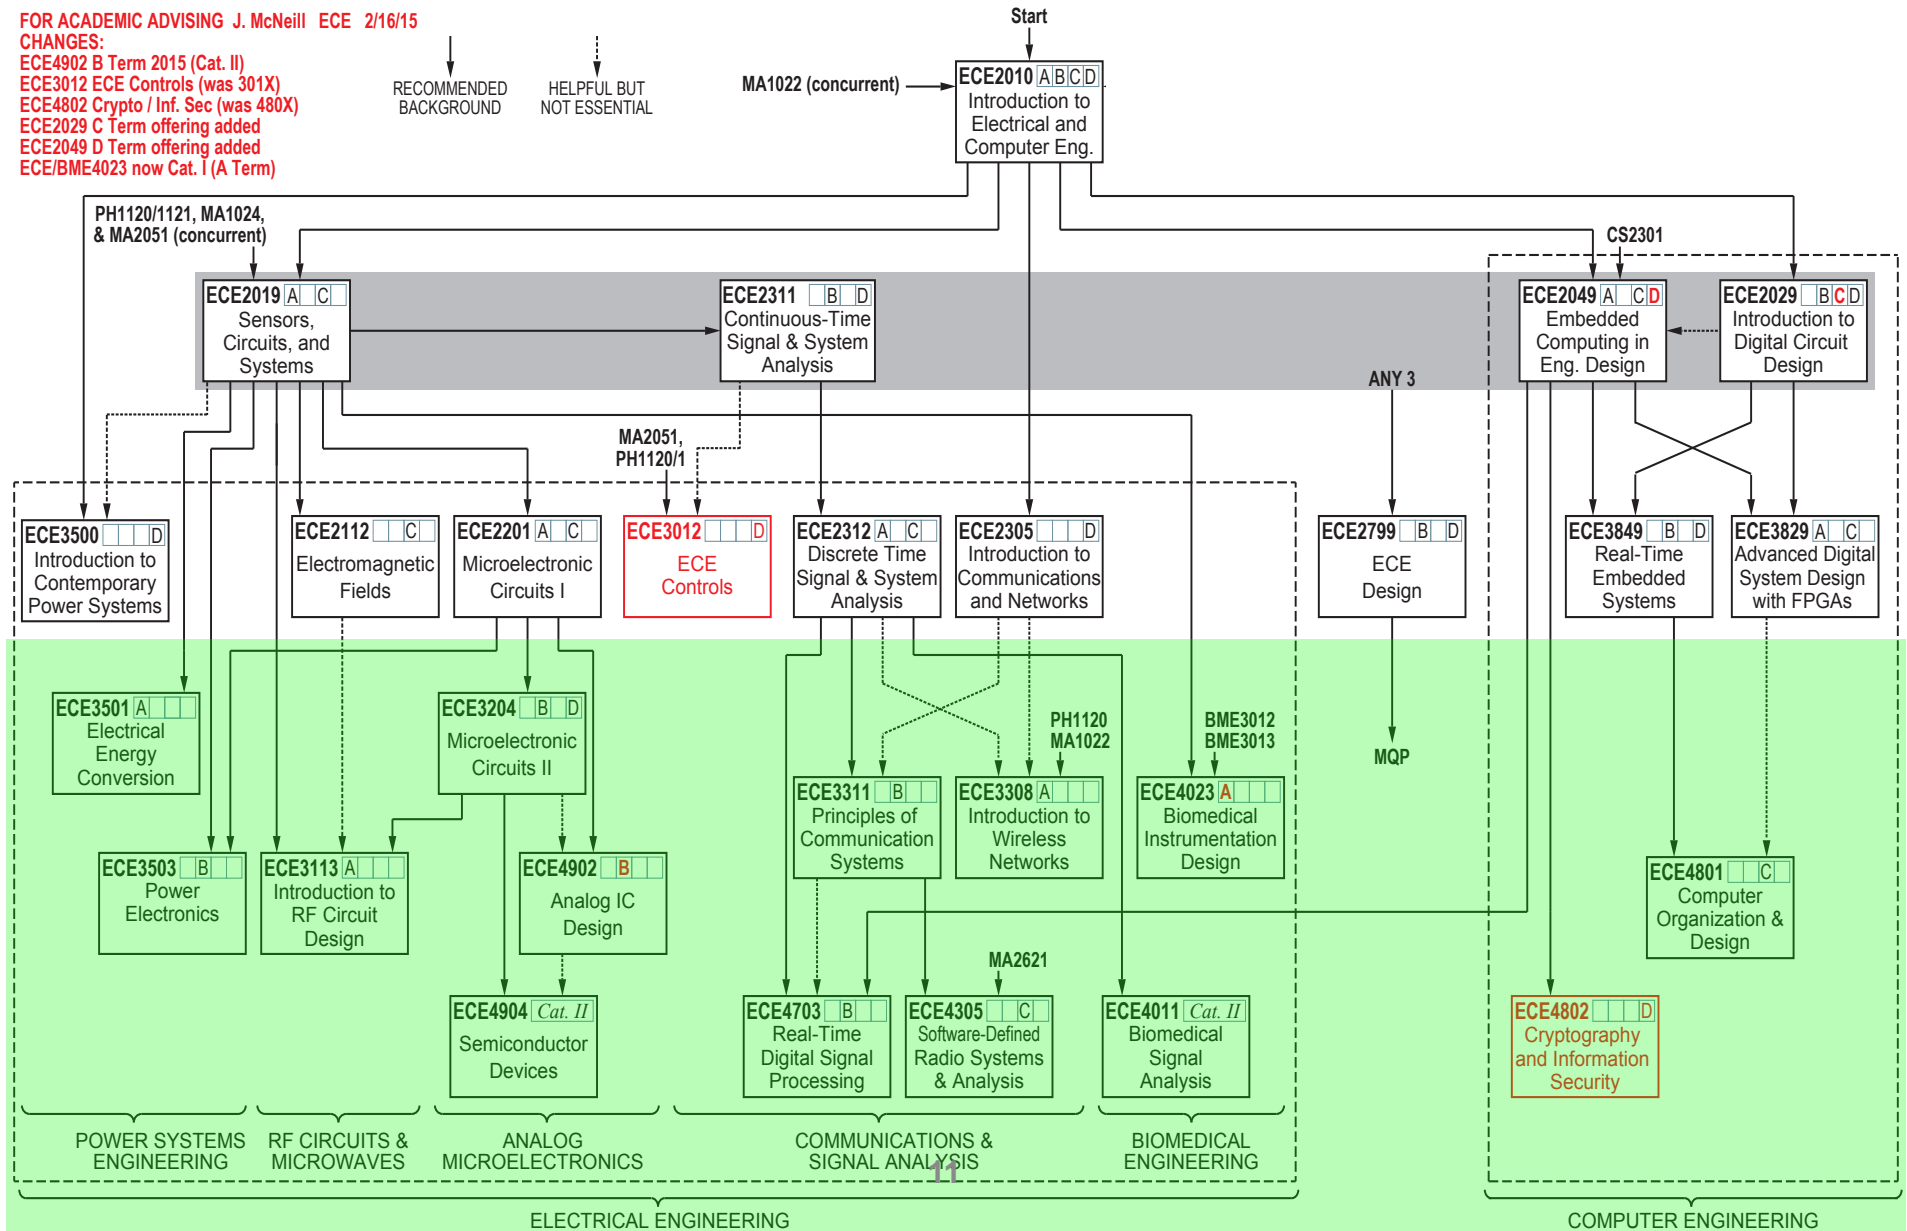 FOR ACADEMIC ADVISING J. McNeill ECE 2/16/15
CHANGES:
ECE4902 B Term 2015 (Cat. II)
ECE3012 ECE Controls (was 301X)
ECE4802 Crypto / Inf. Sec (was 480X)
ECE2029 C Term offering added
ECE2049 D Term offering added
ECE/BME4023 now Cat. I (A Term)
RECOMMENDED
BACKGROUND
HELPFUL BUT
NOT ESSENTIAL
Start
MA1022 (concurrent)
ECE2010 A B C D
Introduction to
Electrical and
Computer Eng.
PH1120/1121, MA1024,
& MA2051 (concurrent)
CS2301
ECE2019 A C
Sensors,
Circuits, and
Systems
ECE2311 B D
Continuous-Time
Signal & System
Analysis
ECE2049 A C D
Embedded
Computing in
Eng. Design
ECE2029 B C D
Introduction to
Digital Circuit
Design
ANY 3
MA2051,
PH1120/1
ECE3500 D
Introduction to
Contemporary
Power Systems
ECE2112 C
Electromagnetic
Fields
ECE2201 A C
Microelectronic
Circuits I
ECE3012 D
ECE
Controls
ECE2312 A C
Discrete Time
Signal & System
Analysis
ECE2305 D
Introduction to
Communications
and Networks
ECE2799 B D
ECE
Design
ECE3849 B D
Real-Time
Embedded
Systems
ECE3829 A C
Advanced Digital
System Design
with FPGAs
ECE3501 A
Electrical
Energy
Conversion
ECE3204 B D
Microelectronic
Circuits II
PH1120
MA1022
BME3012
BME3013
MQP
ECE3311 B
Principles of
Communication
Systems
ECE3308 A
Introduction to
Wireless
Networks
ECE4023 A
Biomedical
Instrumentation
Design
ECE3503 B
Power
Electronics
ECE3113 A
Introduction to
RF Circuit
Design
ECE4902 B
Analog IC
Design
ECE4801 C
Computer
Organization &
Design
MA2621
ECE4904 Cat. II
Semiconductor
Devices
ECE4703 B
Real-Time
Digital Signal
Processing
ECE4305 C
Software-Defined
Radio Systems
& Analysis
ECE4011 Cat. II
Biomedical
Signal
Analysis
ECE4802 D
Cryptography
and Information
Security
POWER SYSTEMS
ENGINEERING
RF CIRCUITS &
MICROWAVES
ANALOG
MICROELECTRONICS
COMMUNICATIONS &
SIGNAL ANALYSIS
BIOMEDICAL
ENGINEERING
11
ELECTRICAL ENGINEERING
COMPUTER ENGINEERING